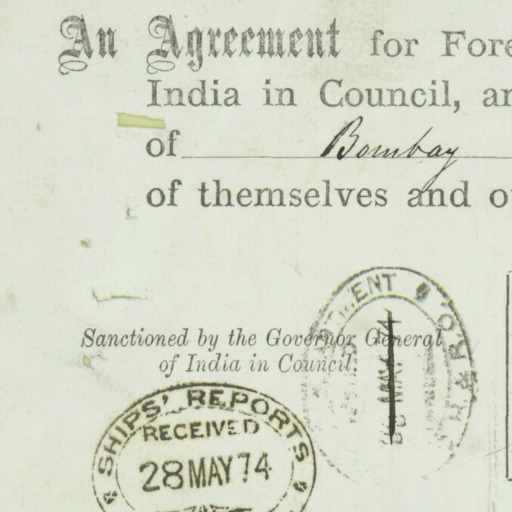 An Agreement for Fore
India in Council, an
of Bombay
of themselves and ou
Sanctioned by the Governor General
of India in Council.
SHIPS' REPORTS
RECEIVED
28 MAY 74